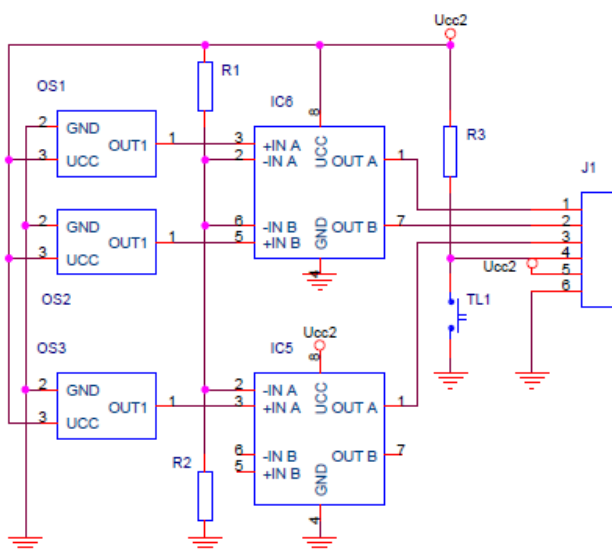 Ucc2
OS1
R1
IC6
R3
J1
2 GND
OUT1 1
3 UCC
3 +IN A
2 -IN A
8
UCC
OUT A 1
6 -IN B
5 +IN B
OUT B 7
GND
4
2 GND
OUT1 1
3 UCC
OS2
1
2
3
4
5
6
Ucc2
TL1
OS3
IC5
Ucc2
8
2 GND
OUT1 1
3 UCC
2 -IN A
3 +IN A
UCC
OUT A 1
6 -IN B
5 +IN B
OUT B 7
GND
4
R2